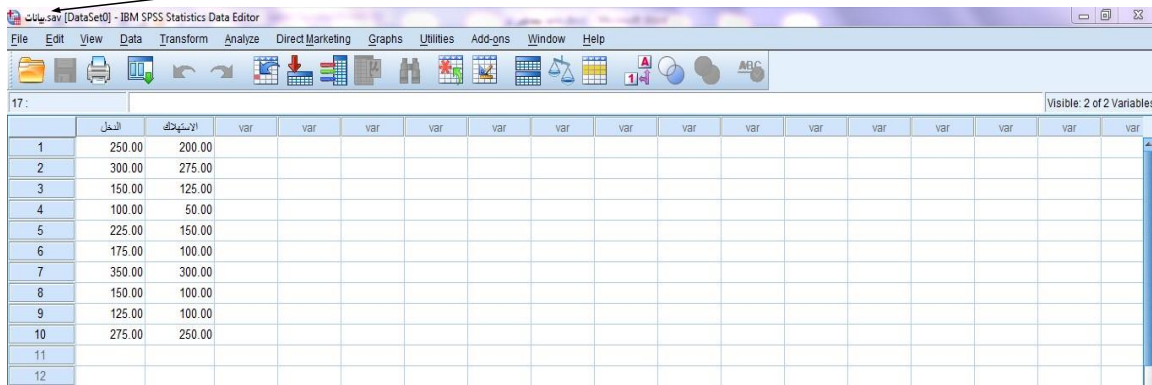 بيانات.sav [DataSet0] - IBM SPSS Statistics Data Editor
File Edit View Data Transform Analyze Direct Marketing Graphs Utilities Add-ons Window Help
A 14 ABC
17 : Visible: 2 of 2 Variables
الدخل الاستهلاك var var var var var var var var var var var var var var var
1 250.00 200.00
2 300.00 275.00
3 150.00 125.00
4 100.00 50.00
5 225.00 150.00
6 175.00 100.00
7 350.00 300.00
8 150.00 100.00
9 125.00 100.00
10 275.00 250.00
11
12